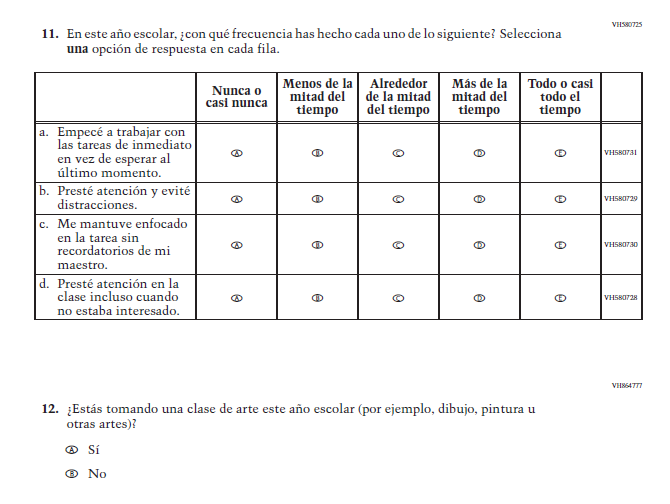 VH580725
11. En este año escolar, ¿con qué frecuencia has hecho cada uno de lo siguiente? Selecciona
una opción de respuesta en cada fila.
Nunca o casi nunca Menos de la mitad del tiempo Alrededor de la mitad del tiempo Más de la mitad del tiempo Todo o casi todo el tiempo
a. Empecé a trabajar con
las tareas de inmediato
en vez de esperar al
último momento.
A B C D E VH580731
b. Presté atención y evité
distracciones.
A B C D E VH580729
c. Me mantuve enfocado
en la tarea sin
recordatorios de mi
maestro.
A B C D E VH580730
d. Presté atención en la
clase incluso cuando
no estaba interesado.
A B C D E VH580728
VH864777
12. ¿Estás tomando una clase de arte este año escolar (por ejemplo, dibujo, pintura u
otras artes)?
A Sí
B No